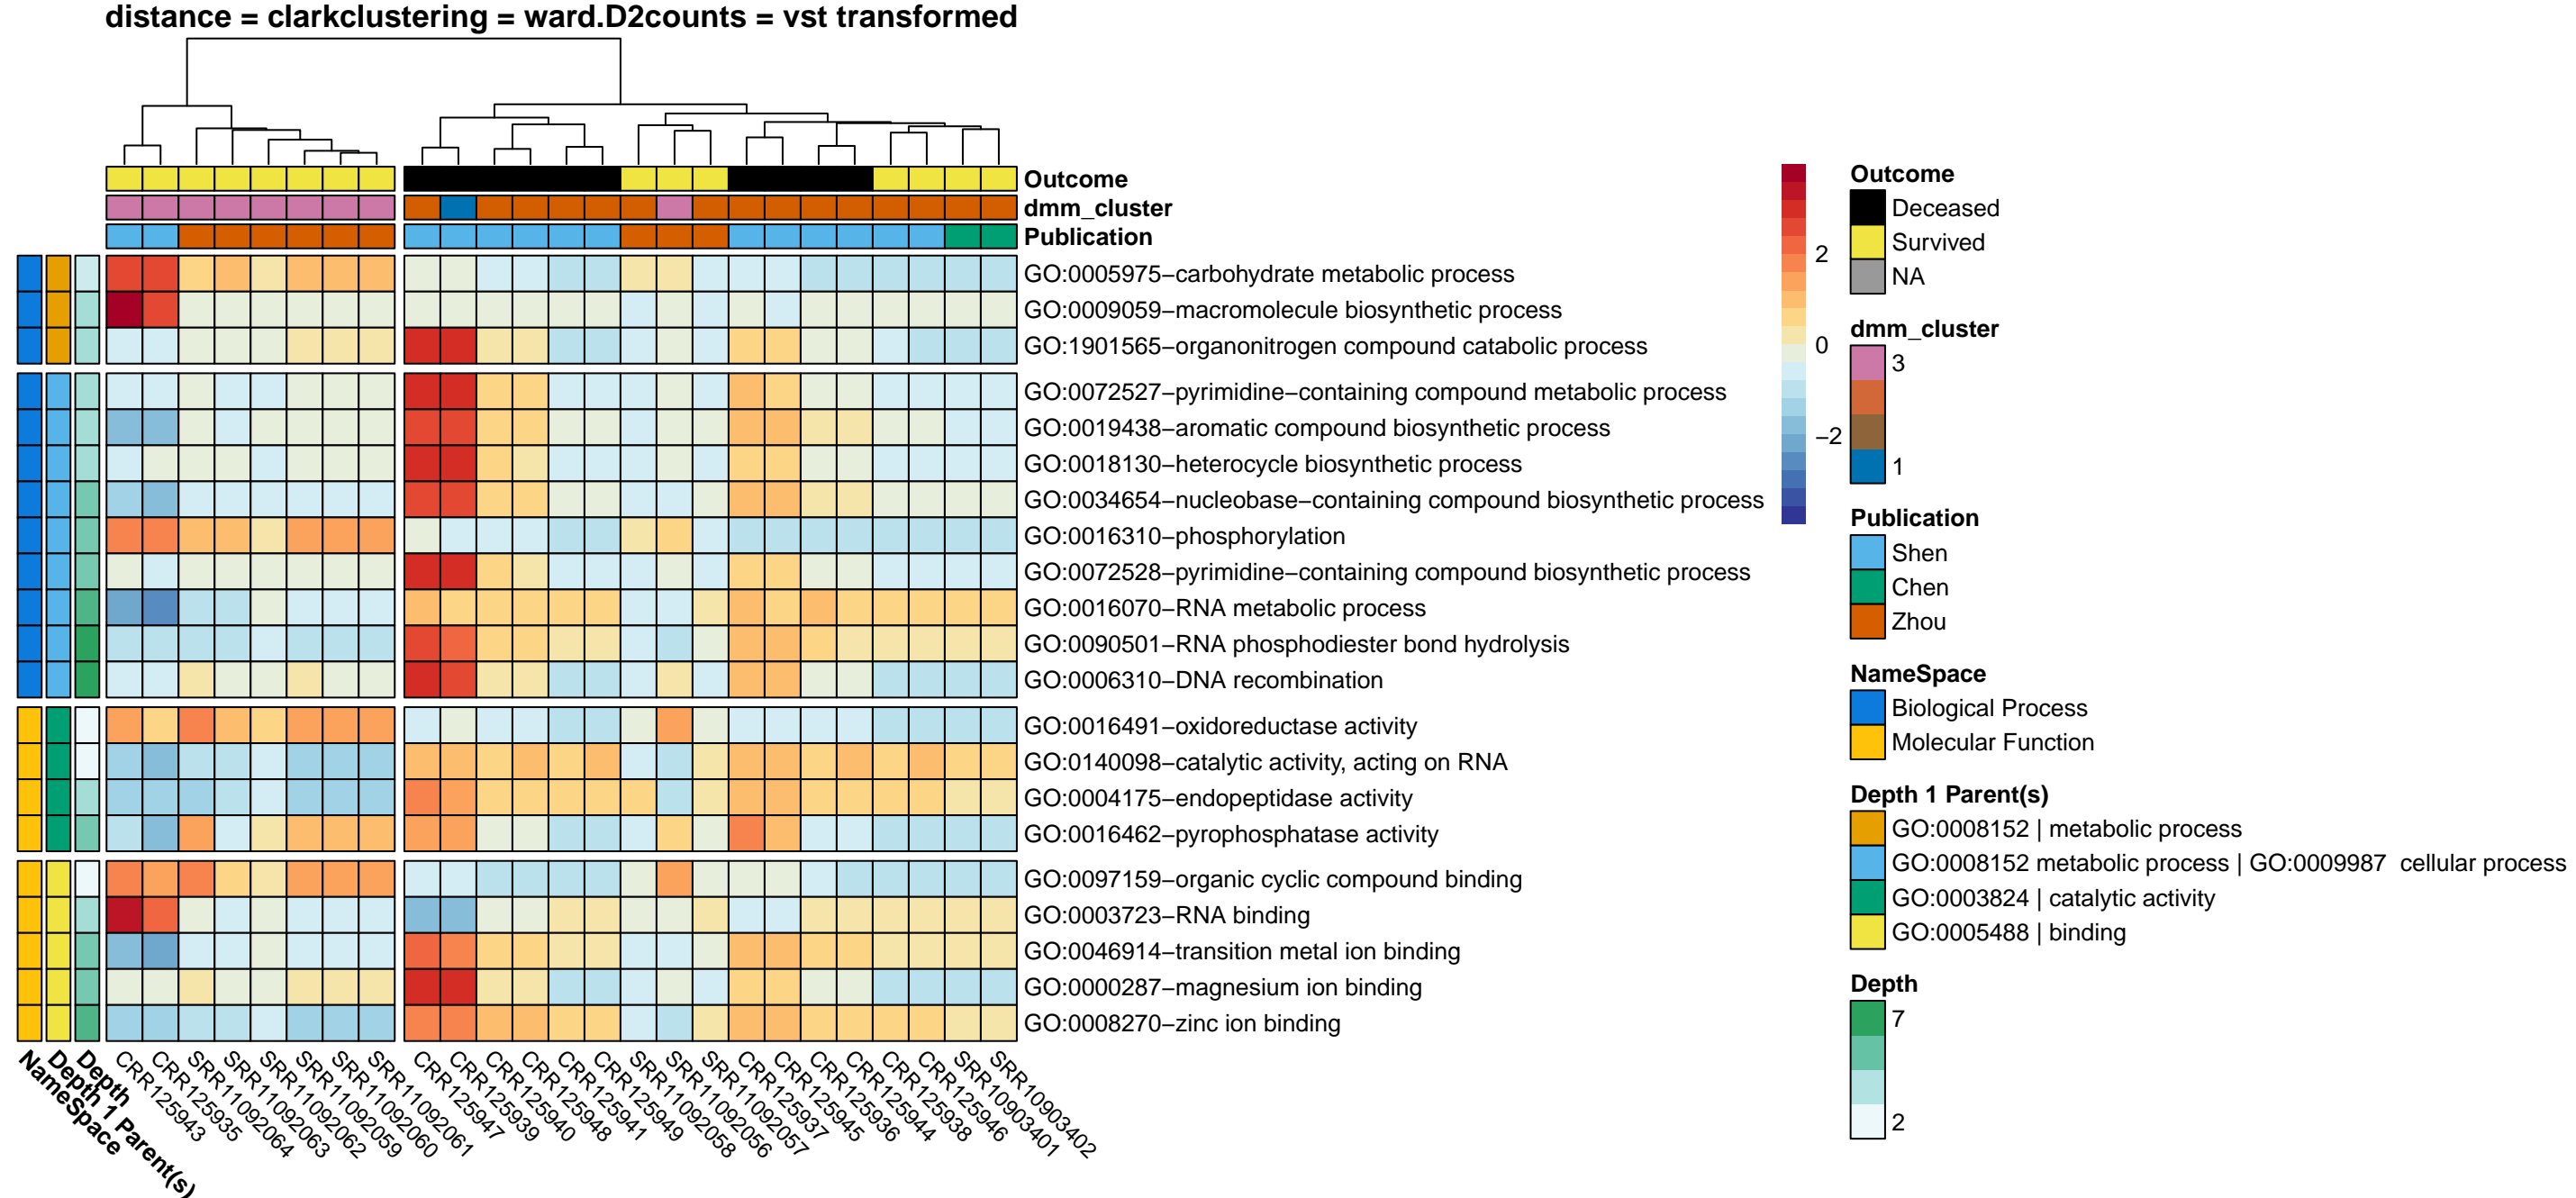 distance = clarkclustering = ward.D2counts = vst transformed
Outcome
dmm_cluster
Publication
GO:0005975−carbohydrate metabolic process
GO:0009059−macromolecule biosynthetic process
GO:1901565−organonitrogen compound catabolic process
GO:0072527−pyrimidine−containing compound metabolic process
GO:0019438−aromatic compound biosynthetic process
GO:0018130−heterocycle biosynthetic process
GO:0034654−nucleobase−containing compound biosynthetic process
GO:0016310−phosphorylation
GO:0072528−pyrimidine−containing compound biosynthetic process
GO:0016070−RNA metabolic process
GO:0090501−RNA phosphodiester bond hydrolysis
GO:0006310−DNA recombination
GO:0016491−oxidoreductase activity
GO:0140098−catalytic activity, acting on RNA
GO:0004175−endopeptidase activity
GO:0016462−pyrophosphatase activity
GO:0097159−organic cyclic compound binding
GO:0003723−RNA binding
GO:0046914−transition metal ion binding
GO:0000287−magnesium ion binding
GO:0008270−zinc ion binding
NameSpace
Depth 1 Parent(s)
Depth
CRR125943
CRR125935
SRR11092064
SRR11092063
SRR11092062
SRR11092059
SRR11092060
SRR11092061
CRR125947
CRR125939
CRR125940
CRR125948
CRR125941
CRR125949
SRR11092058
SRR11092056
SRR11092057
CRR125937
CRR125945
CRR125936
CRR125944
CRR125938
CRR125946
SRR10903401
SRR10903402
2
0
−2
Outcome
Deceased
Survived
NA
dmm_cluster
3
1
Publication
Shen
Chen
Zhou
NameSpace
Biological Process
Molecular Function
Depth 1 Parent(s)
GO:0008152 | metabolic process
GO:0008152 metabolic process | GO:0009987  cellular process
GO:0003824 | catalytic activity
GO:0005488 | binding
Depth
7
2